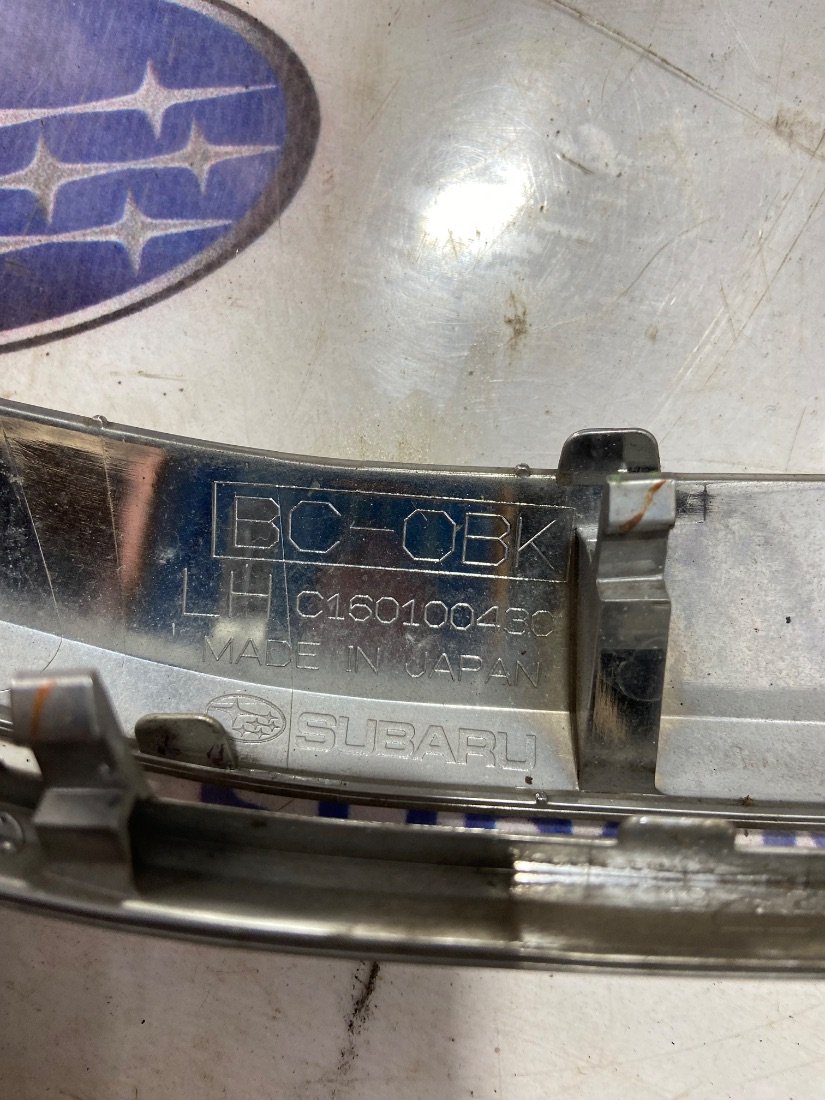 BC-OBK
LH C160100430
MADE IN JAPAN
SUBARU